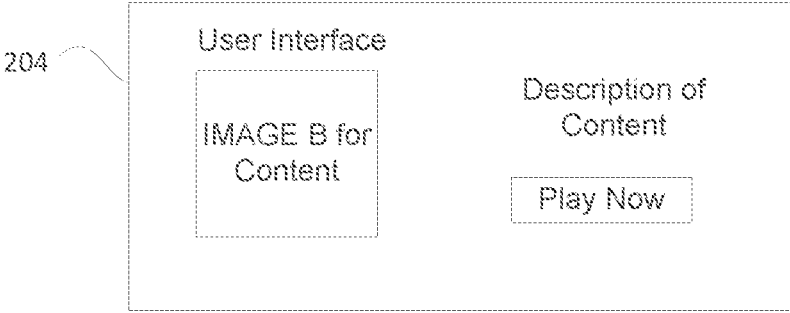 204
User Interface
IMAGE B for
Content
Description of
Content
Play Now